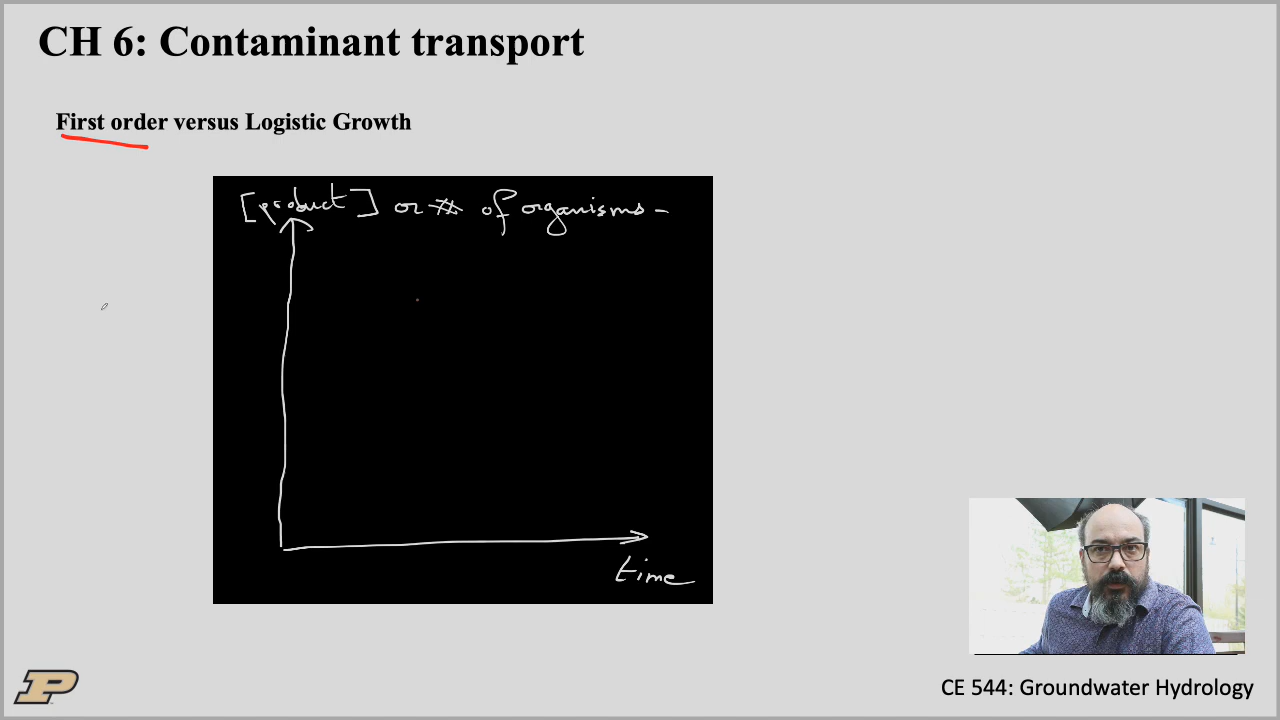 CH 6: Contaminant transport
First order versus Logistic Growth
[product] or # of organisms -
time
P
CE 544: Groundwater Hydrology